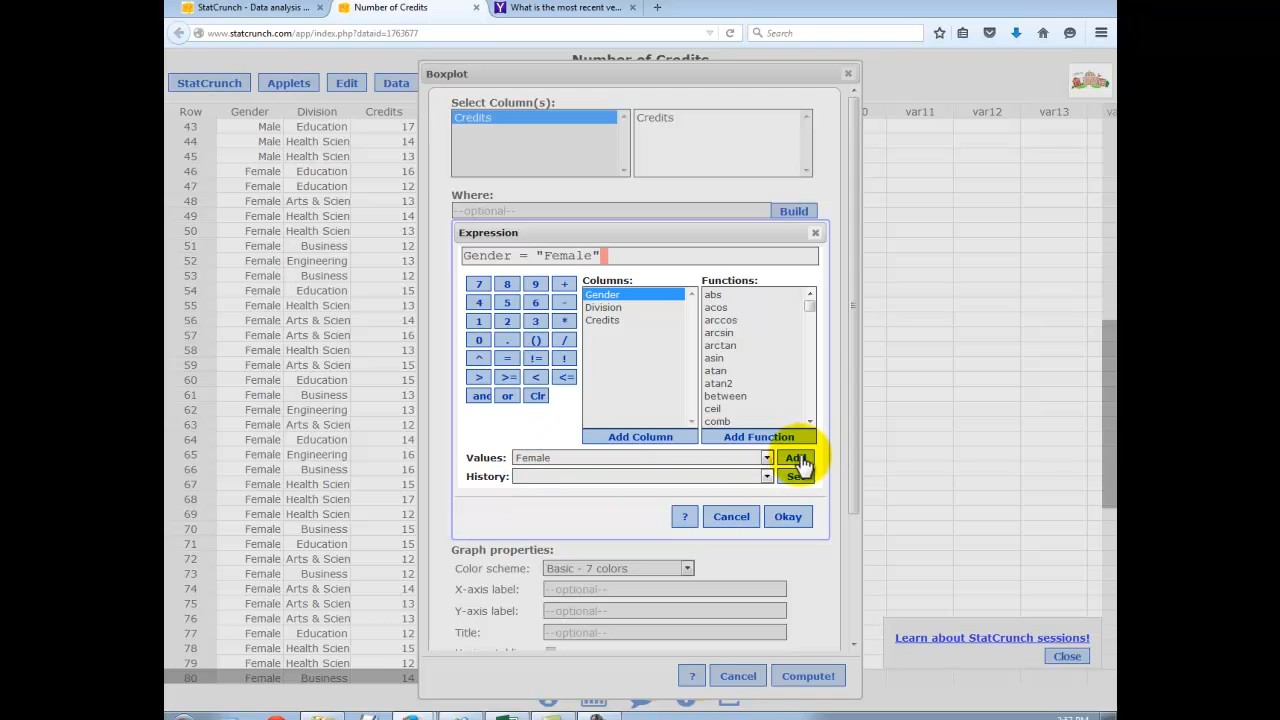 StatCrunch - Data analysis ... × Number of Credits × What is the most recent ve... × +
www.statcrunch.com/app/index.php?dataid=1763677 Search
StatCrunch Applets Edit Data
Row Gender Division Credits var11 var12 var13
43 Male Education 17
44 Male Health Scien 14
45 Male Health Scien 13
46 Female Education 16
47 Female Education 12
48 Female Arts & Scien 13
49 Female Health Scien 14
50 Female Health Scien 13
51 Female Business 12
52 Female Engineering 13
53 Female Business 12
54 Female Education 15
55 Female Health Scien 13
56 Female Arts & Scien 14
57 Female Arts & Scien 16
58 Female Health Scien 13
59 Female Arts & Scien 15
60 Female Education 15
61 Female Health Scien 15
62 Female Engineering 13
63 Female Health Scien 12
64 Female Education 14
65 Female Engineering 16
66 Female Business 15
67 Female Health Scien 12
68 Female Health Scien 17
69 Female Health Scien 12
70 Female Business 15
71 Female Education 15
72 Female Arts & Scien 12
73 Female Business 12
74 Female Arts & Scien 14
75 Female Arts & Scien 13
76 Female Arts & Scien 12
77 Female Education 12
78 Female Health Scien 15
79 Female Health Scien 12
80 Female Business 14
Boxplot ×
Select Column(s):
Credits Credits
Where:
--optional-- Build
Expression ×
Gender = "Female"
Columns: Functions:
7 8 9 +
4 5 6 -
1 2 3 *
0 . () /
^ = != !
> >= < <=
and or Clr
Gender
Division
Credits
abs
acos
arccos
arcsin
arctan
asin
atan
atan2
between
ceil
comb
Add Column Add Function
Values: Female
History:
? Cancel Okay
Graph properties:
Color scheme: Basic - 7 colors
X-axis label: --optional--
Y-axis label: --optional--
Title: --optional--
? Cancel Compute!
Learn about StatCrunch sessions!
Close